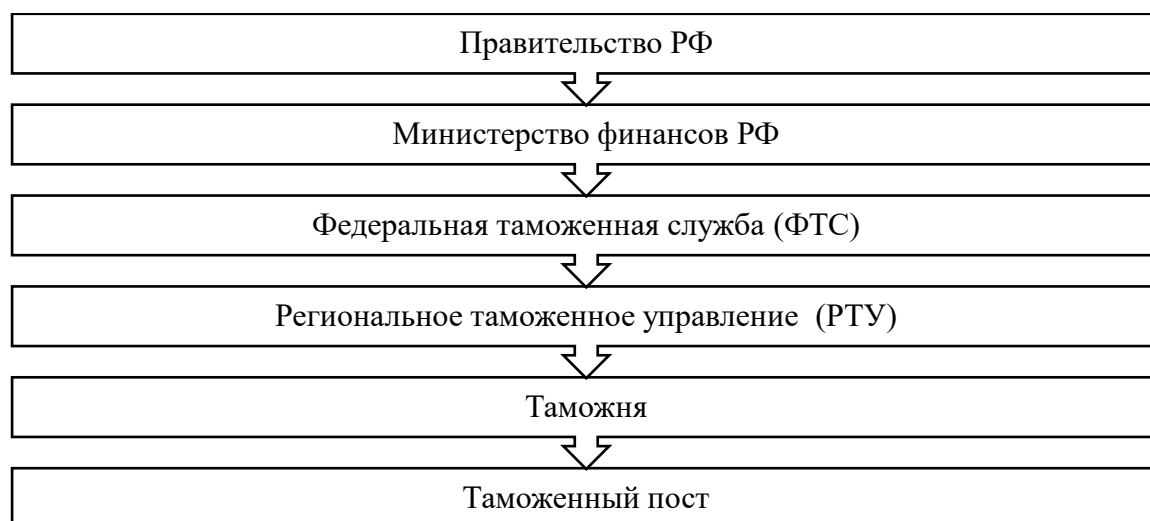 Правительство РФ
Министерство финансов РФ
Федеральная таможенная служба (ФТС)
Региональное таможенное управление (РТУ)
Таможня
Таможенный пост